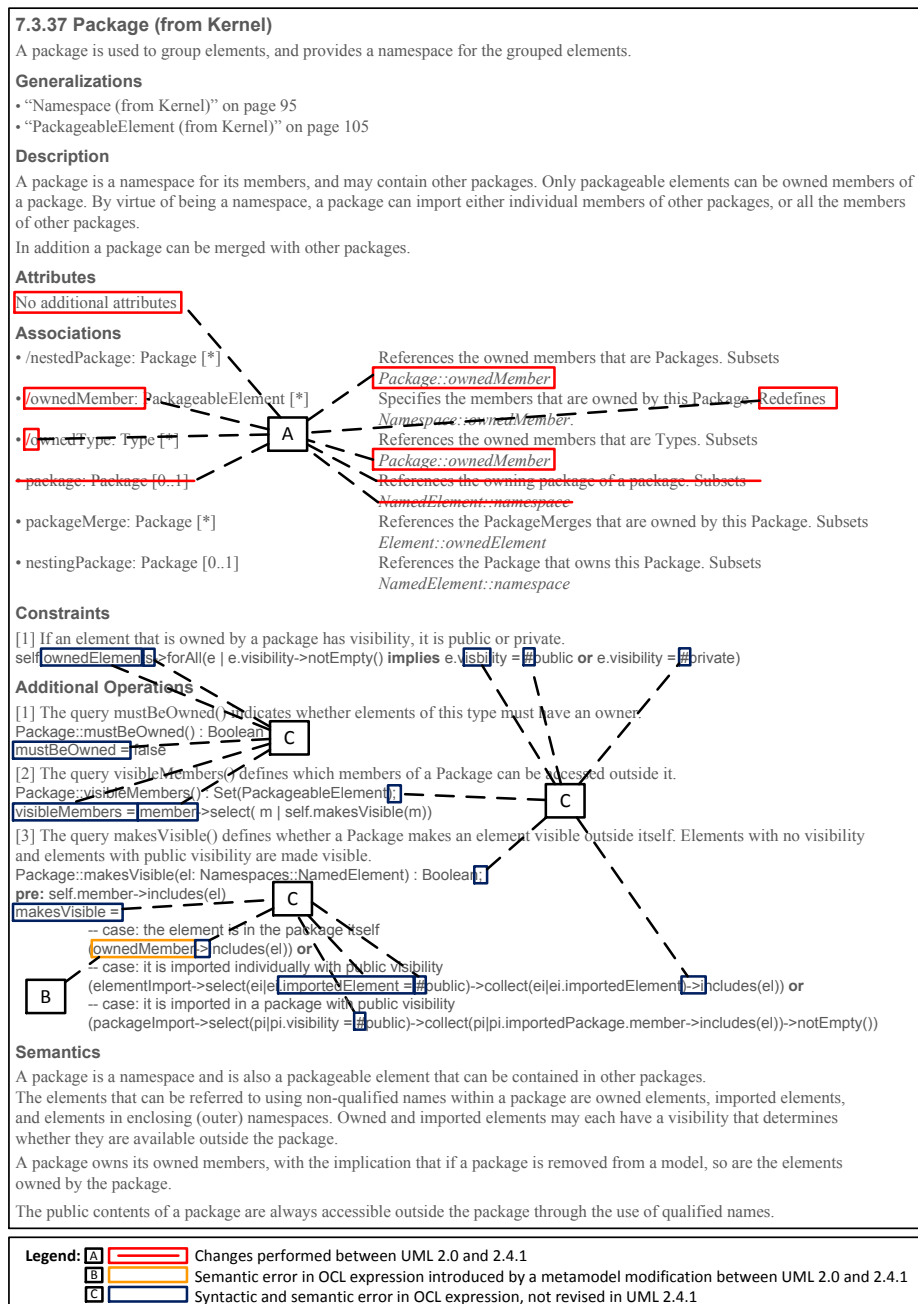 7.3.37 Package (from Kernel)
A package is used to group elements, and provides a namespace for the grouped elements.
Generalizations
• “Namespace (from Kernel)” on page 95
• “PackageableElement (from Kernel)” on page 105
Description
A package is a namespace for its members, and may contain other packages. Only packageable elements can be owned members of
a package. By virtue of being a namespace, a package can import either individual members of other packages, or all the members
of other packages.
In addition a package can be merged with other packages.
Attributes
No additional attributes
Associations
• /nestedPackage: Package [*] References the owned members that are Packages. Subsets
Package::ownedMember
• /ownedMember: PackageableElement [*] Specifies the members that are owned by this Package. Redefines
Namespace::ownedMember.
A
• /ownedType: Type [*] References the owned members that are Types. Subsets
Package::ownedMember
• package: Package [0..1] References the owning package of a package. Subsets
NamedElement::namespace
• packageMerge: Package [*] References the PackageMerges that are owned by this Package. Subsets
Element::ownedElement
• nestingPackage: Package [0..1] References the Package that owns this Package. Subsets
NamedElement::namespace
Constraints
[1] If an element that is owned by a package has visibility, it is public or private.
self.ownedElements->forAll(e | e.visibility->notEmpty() implies e.visbility = #public or e.visibility = #private)
Additional Operations
[1] The query mustBeOwned() indicates whether elements of this type must have an owner.
Package::mustBeOwned() : Boolean
C
mustBeOwned = false
[2] The query visibleMembers() defines which members of a Package can be accessed outside it.
Package::visibleMembers() : Set(PackageableElement);
C
visibleMembers = member->select( m | self.makesVisible(m))
[3] The query makesVisible() defines whether a Package makes an element visible outside itself. Elements with no visibility
and elements with public visibility are made visible.
Package::makesVisible(el: Namespaces::NamedElement) : Boolean;
pre: self.member->includes(el)
C
makesVisible =
-- case: the element is in the package itself
(ownedMember->includes(el)) or
-- case: it is imported individually with public visibility
B
(elementImport->select(ei|ei.importedElement = #public)->collect(ei|ei.importedElement)->includes(el)) or
-- case: it is imported in a package with public visibility
(packageImport->select(pi|pi.visibility = #public)->collect(pi|pi.importedPackage.member->includes(el))->notEmpty())
Semantics
A package is a namespace and is also a packageable element that can be contained in other packages.
The elements that can be referred to using non-qualified names within a package are owned elements, imported elements,
and elements in enclosing (outer) namespaces. Owned and imported elements may each have a visibility that determines
whether they are available outside the package.
A package owns its owned members, with the implication that if a package is removed from a model, so are the elements
owned by the package.
The public contents of a package are always accessible outside the package through the use of qualified names.
Legend: A Changes performed between UML 2.0 and 2.4.1
B Semantic error in OCL expression introduced by a metamodel modification between UML 2.0 and 2.4.1
C Syntactic and semantic error in OCL expression, not revised in UML 2.4.1